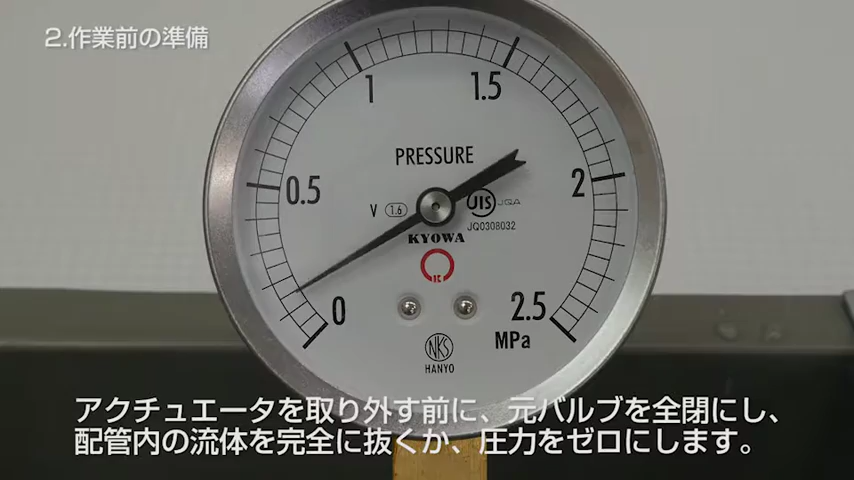 2.作業前の準備
1
1.5
PRESSURE
0.5
2
V 1.6
JIS JQA
JQ0308032
KYOWA
K
0
2.5
MPa
NKS
HANYO
アクチュエータを取り外す前に、元バルブを全閉にし、
配管内の流体を完全に抜くか、圧力をゼロにします。